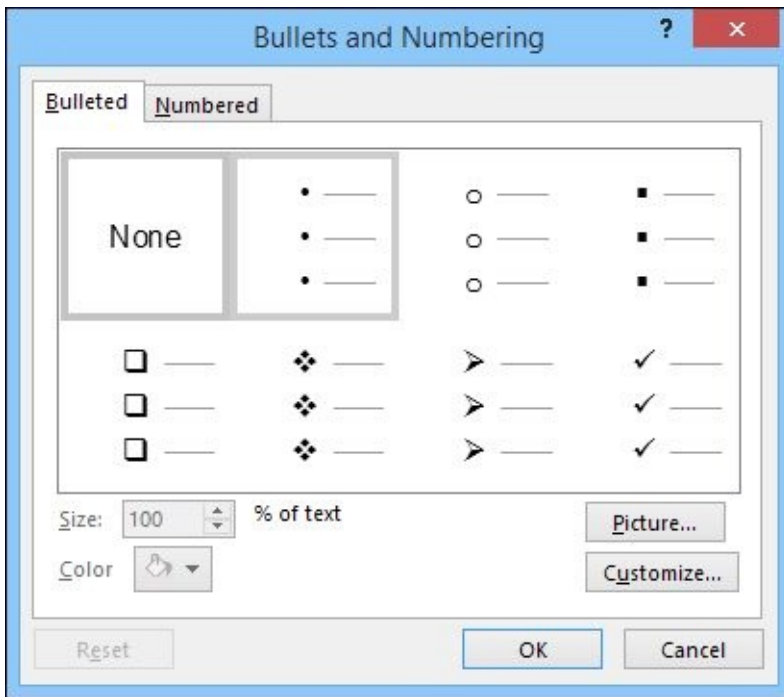 Bullets and Numbering ?
Bulleted Numbered
None
Size: 100 % of text Picture...
Color Customize...
Reset OK Cancel